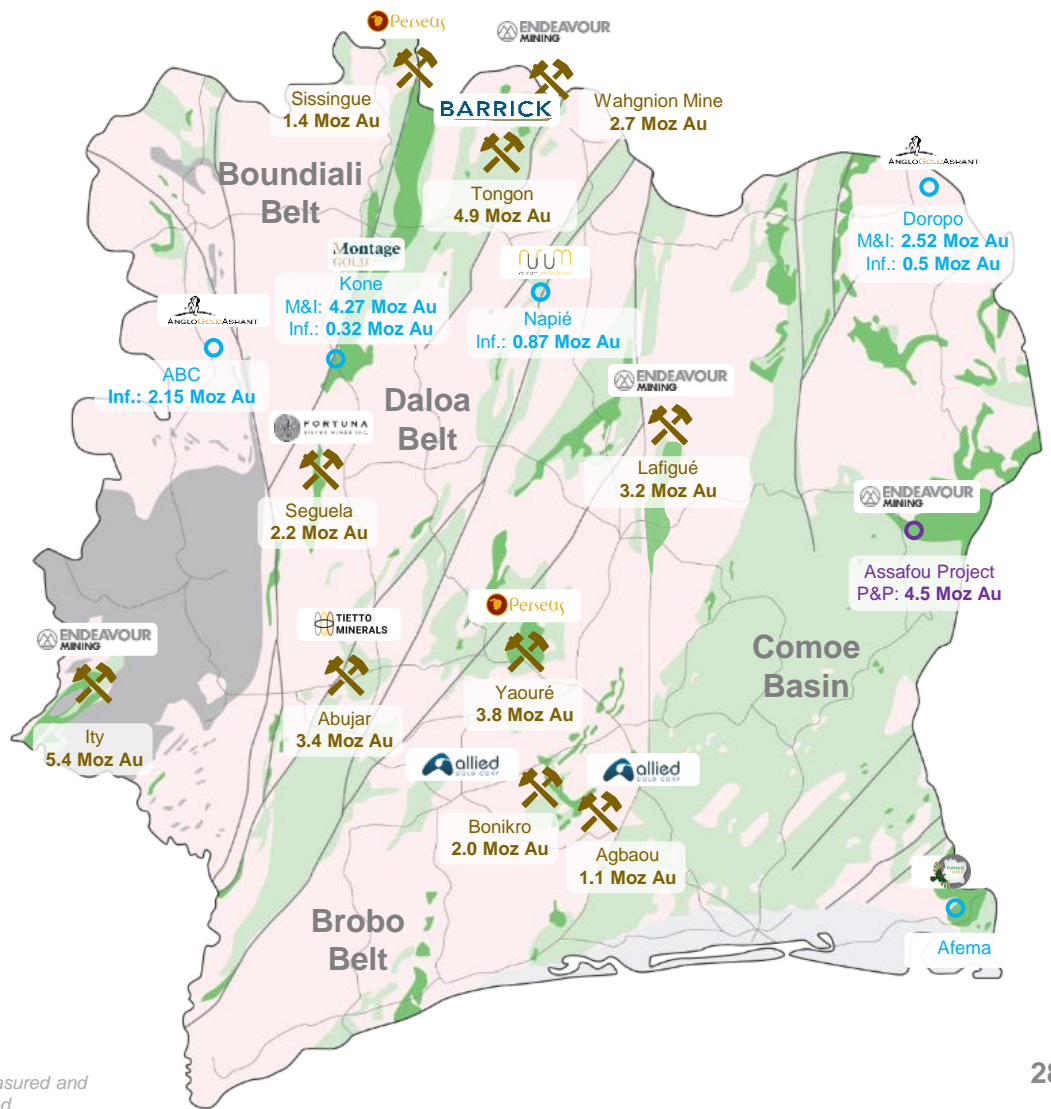 Perseus
ENDEAVOUR
MINING
Sissingue
1.4 Moz Au
BARRICK
Wahgnion Mine
2.7 Moz Au
Tongon
4.9 Moz Au
Boundiali
Belt
ANGLOGOLDASHANT
Doropo
M&I: 2.52 Moz Au
Inf.: 0.5 Moz Au
Montage
GOLD
Kone
M&I: 4.27 Moz Au
Inf.: 0.32 Moz Au
Napié
Inf.: 0.87 Moz Au
ANGLOGOLDASHANT
ABC
Inf.: 2.15 Moz Au
Daloa
Belt
ENDEAVOUR
MINING
Lafigué
3.2 Moz Au
FORTUNA
SILVER MINES INC.
Seguela
2.2 Moz Au
ENDEAVOUR
MINING
Assafou Project
P&P: 4.5 Moz Au
Perseus
Yaouré
3.8 Moz Au
TIETTO
MINERALS
Abujar
3.4 Moz Au
ENDEAVOUR
MINING
Ity
5.4 Moz Au
Comoe
Basin
allied
GOLD CORP
Bonikro
2.0 Moz Au
allied
GOLD CORP
Agbaou
1.1 Moz Au
Brobo
Belt
Afema
28
asured and